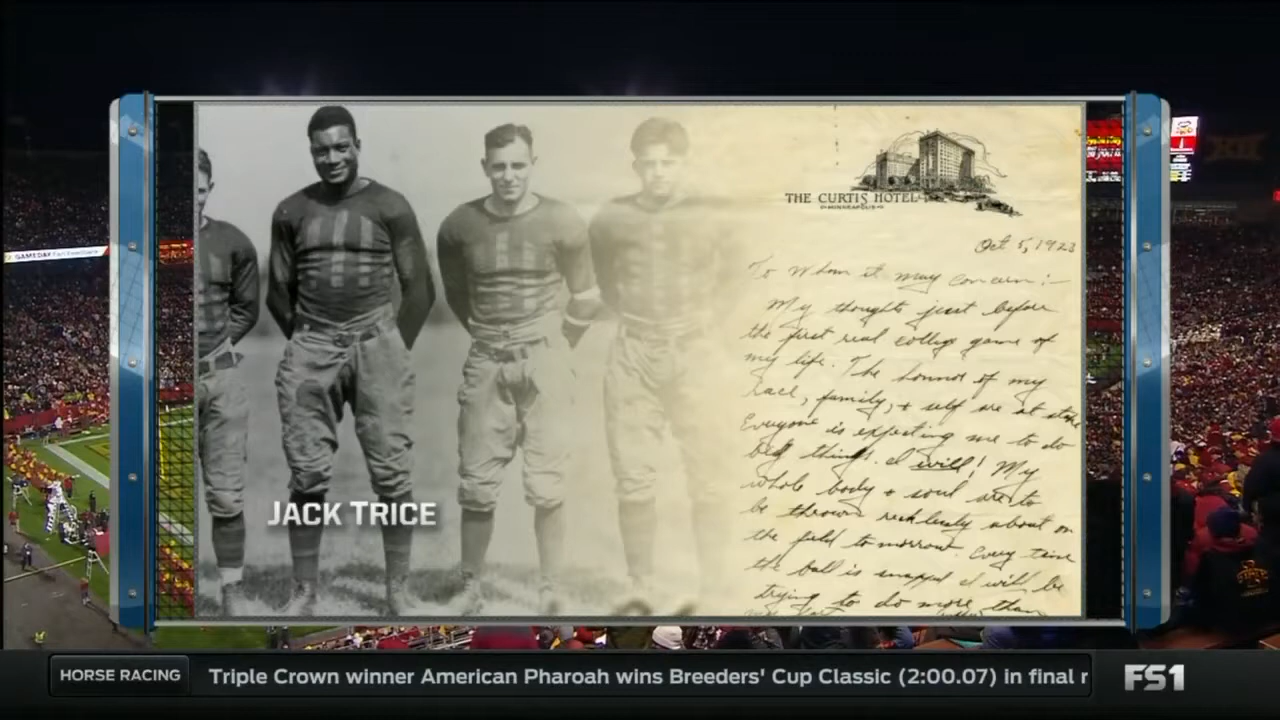 THE CURTIS HOTEL
MINNEAPOLIS
Oct 5, 1923
To Whom it may concern:-
My thoughts just before
the first real college game of
my life. The honor of my
race, family, + self are at stake
Everyone is expecting me to do
big things. I will! My
whole body + soul are to
be thrown recklessly about on
the field tomorrow. Every time
the ball is snapped I will be
trying to do more than
JACK TRICE
GAMEDAY
XII
HORSE RACING
Triple Crown winner American Pharoah wins Breeders' Cup Classic (2:00.07) in final r
FS1